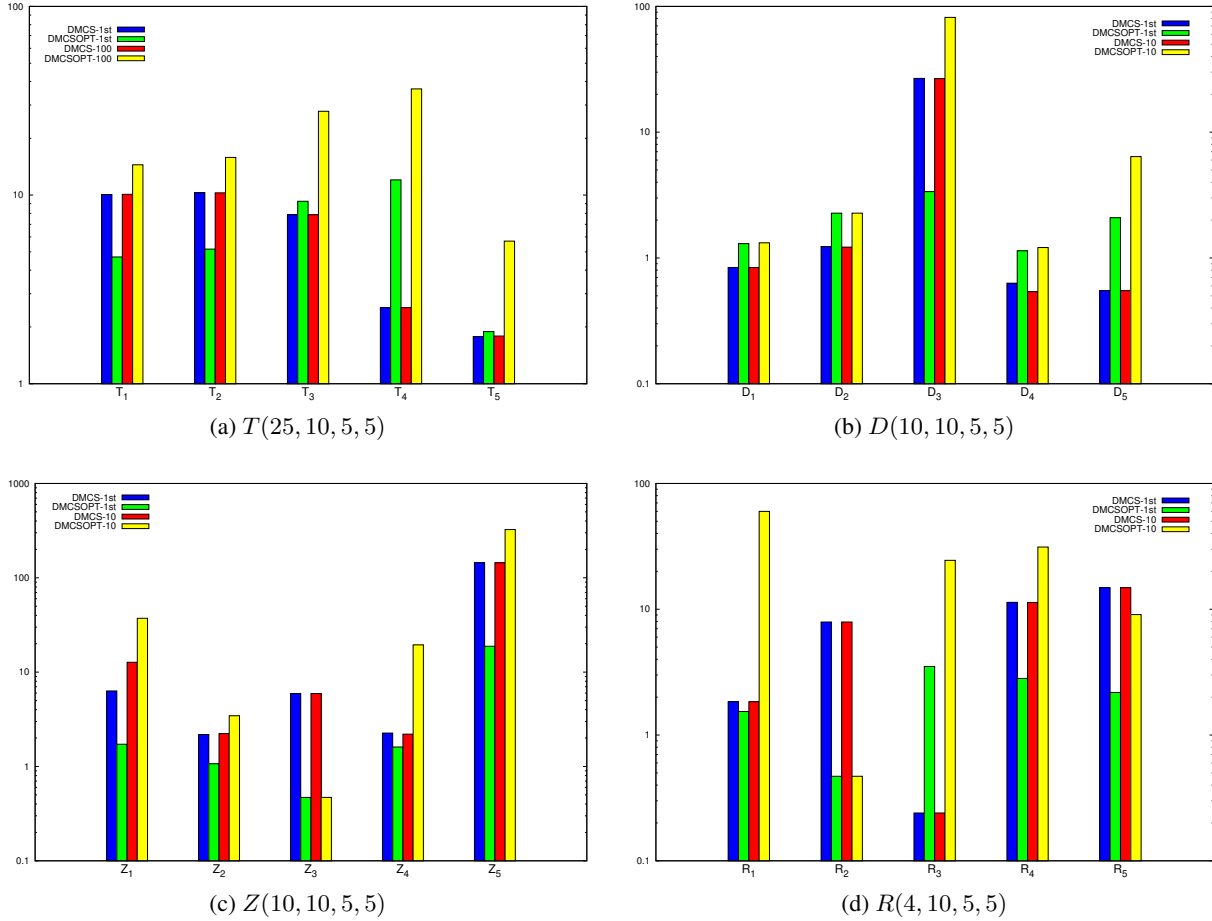 100
10
1
DMCS-1st
DMCSOPT-1st
DMCS-100
DMCSOPT-100
T1 T2 T3 T4 T5
(a) T(25, 10, 5, 5)
100
10
1
0.1
DMCS-1st
DMCSOPT-1st
DMCS-10
DMCSOPT-10
D1 D2 D3 D4 D5
(b) D(10, 10, 5, 5)
1000
100
10
1
0.1
DMCS-1st
DMCSOPT-1st
DMCS-10
DMCSOPT-10
Z1 Z2 Z3 Z4 Z5
(c) Z(10, 10, 5, 5)
100
10
1
0.1
DMCS-1st
DMCSOPT-1st
DMCS-10
DMCSOPT-10
R1 R2 R3 R4 R5
(d) R(4, 10, 5, 5)